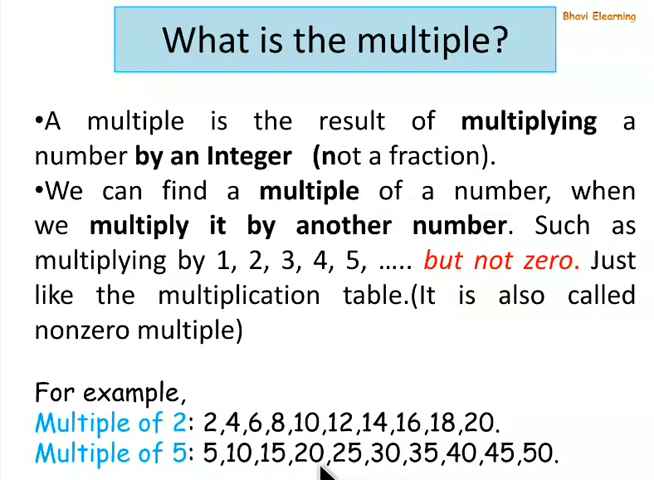 Bhavi Elearning
What is the multiple?
•A multiple is the result of multiplying a
number by an Integer (not a fraction).
•We can find a multiple of a number, when
we multiply it by another number. Such as
multiplying by 1, 2, 3, 4, 5, ….. but not zero. Just
like the multiplication table.(It is also called
nonzero multiple)
For example,
Multiple of 2: 2,4,6,8,10,12,14,16,18,20.
Multiple of 5: 5,10,15,20,25,30,35,40,45,50.